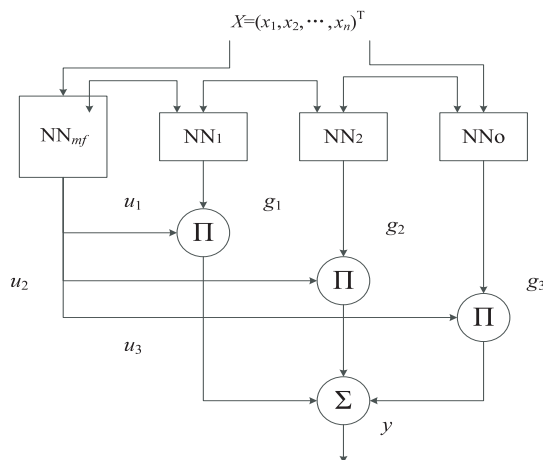 X=(x₁,x₂,⋯,xₙ)ᵀ
NNₘf
NN₁
NN₂
NNo
u₁
g₁
Π
g₂
u₂
Π
g₃
Π
u₃
Σ
y